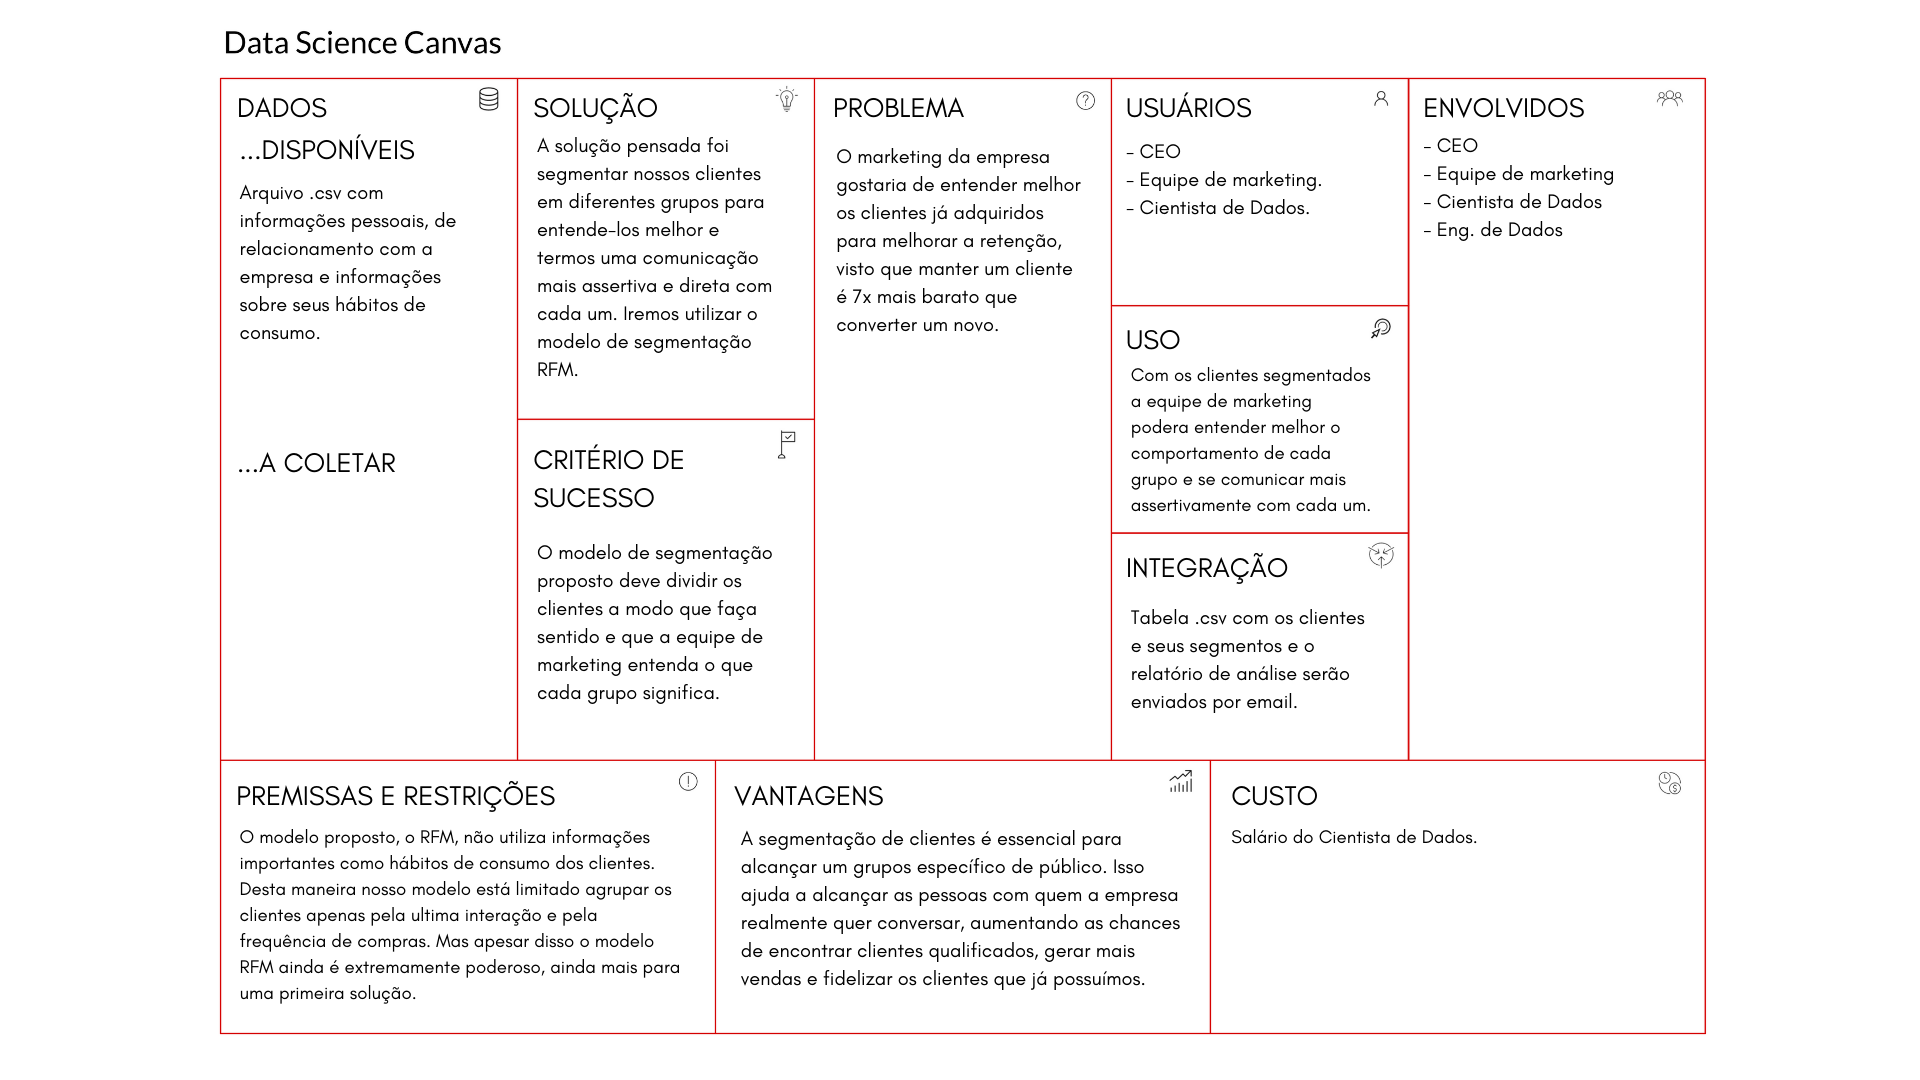 Data Science Canvas
DADOS
...DISPONÍVEIS
Arquivo .csv com
informações pessoais, de
relacionamento com a
empresa e informações
sobre seus hábitos de
consumo.
...A COLETAR
SOLUÇÃO
A solução pensada foi
segmentar nossos clientes
em diferentes grupos para
entende-los melhor e
termos uma comunicação
mais assertiva e direta com
cada um. Iremos utilizar o
modelo de segmentação
RFM.
CRITÉRIO DE
SUCESSO
O modelo de segmentação
proposto deve dividir os
clientes a modo que faça
sentido e que a equipe de
marketing entenda o que
cada grupo significa.
PROBLEMA
O marketing da empresa
gostaria de entender melhor
os clientes já adquiridos
para melhorar a retenção,
visto que manter um cliente
é 7x mais barato que
converter um novo.
USUÁRIOS
- CEO
- Equipe de marketing.
- Cientista de Dados.
USO
Com os clientes segmentados
a equipe de marketing
podera entender melhor o
comportamento de cada
grupo e se comunicar mais
assertivamente com cada um.
INTEGRAÇÃO
Tabela .csv com os clientes
e seus segmentos e o
relatório de análise serão
enviados por email.
ENVOLVIDOS
- CEO
- Equipe de marketing
- Cientista de Dados
- Eng. de Dados
PREMISSAS E RESTRIÇÕES
O modelo proposto, o RFM, não utiliza informações
importantes como hábitos de consumo dos clientes.
Desta maneira nosso modelo está limitado agrupar os
clientes apenas pela ultima interação e pela
frequência de compras. Mas apesar disso o modelo
RFM ainda é extremamente poderoso, ainda mais para
uma primeira solução.
VANTAGENS
A segmentação de clientes é essencial para
alcançar um grupos específico de público. Isso
ajuda a alcançar as pessoas com quem a empresa
realmente quer conversar, aumentando as chances
de encontrar clientes qualificados, gerar mais
vendas e fidelizar os clientes que já possuímos.
CUSTO
Salário do Cientista de Dados.